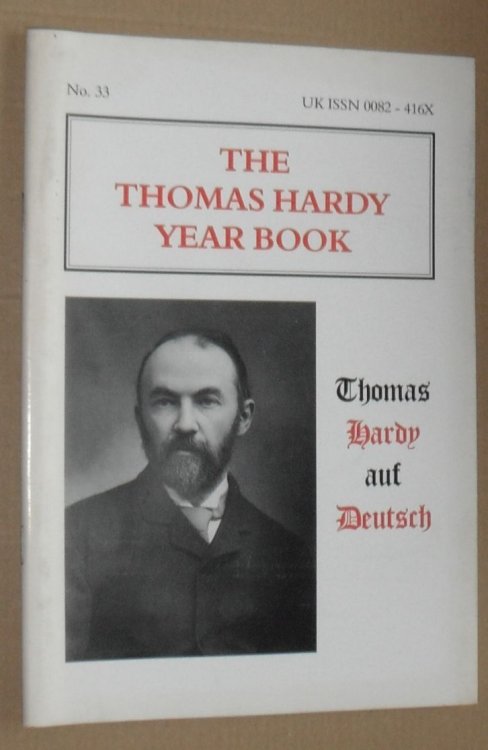 No. 33
UK ISSN 0082 - 416X
THE
THOMAS HARDY
YEAR BOOK
Thomas
Hardy
auf
Deutsch